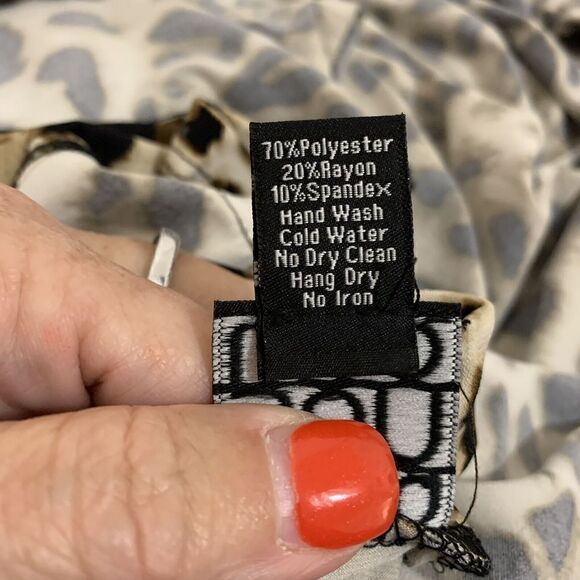 70%Polyester
20%Rayon
10%Spandex
Hand Wash
Cold Water
No Dry Clean
Hang Dry
No Iron